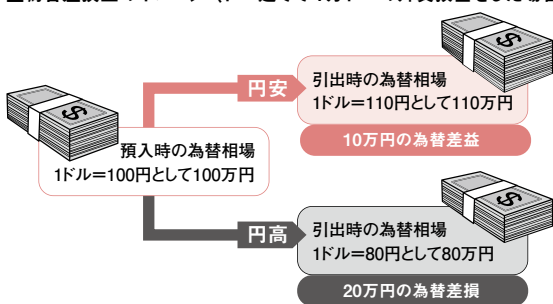 円安
引出時の為替相場
1ドル=110円として110万円
10万円の為替差益
預入時の為替相場
1ドル=100円として100万円
円高
引出時の為替相場
1ドル=80円として80万円
20万円の為替差損